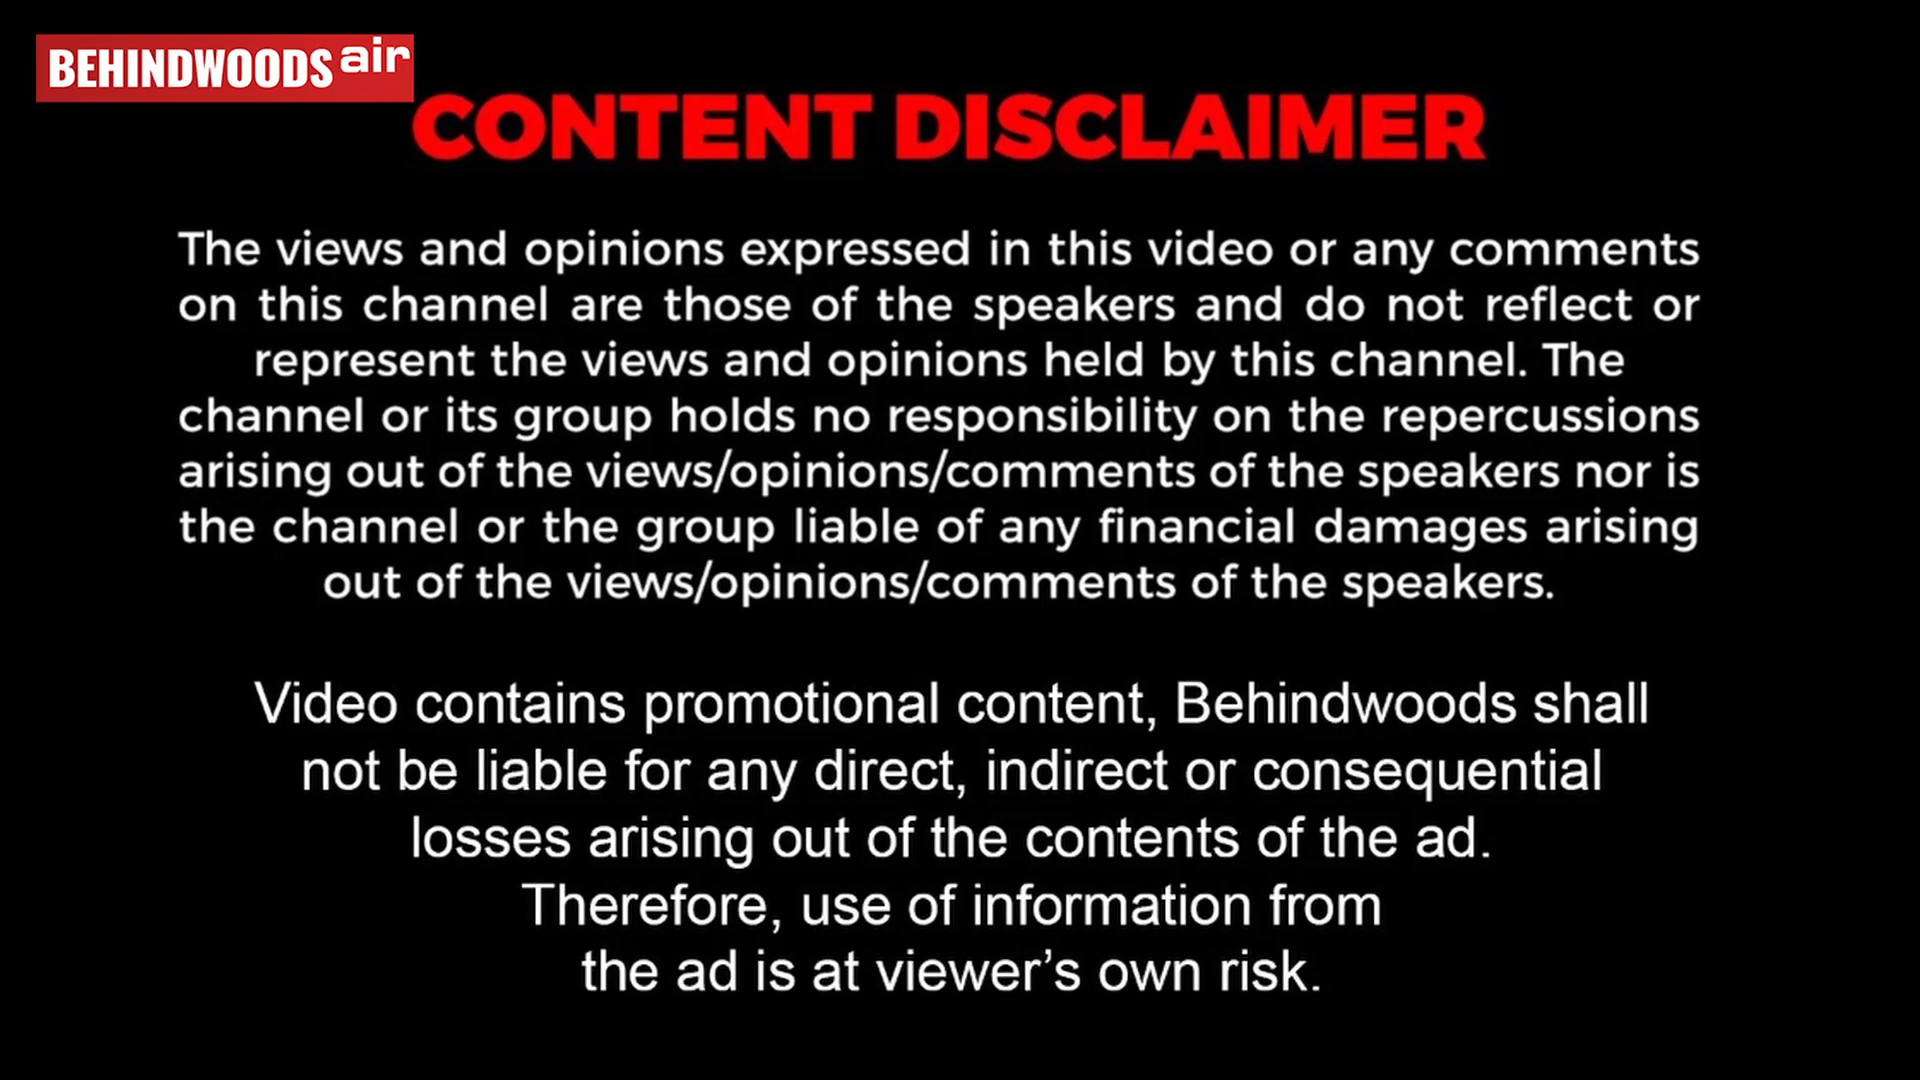 BEHINDWOODS air
CONTENT DISCLAIMER
The views and opinions expressed in this video or any comments
on this channel are those of the speakers and do not reflect or
represent the views and opinions held by this channel. The
channel or its group holds no responsibility on the repercussions
arising out of the views/opinions/comments of the speakers nor is
the channel or the group liable of any financial damages arising
out of the views/opinions/comments of the speakers.
Video contains promotional content, Behindwoods shall
not be liable for any direct, indirect or consequential
losses arising out of the contents of the ad.
Therefore, use of information from
the ad is at viewer’s own risk.